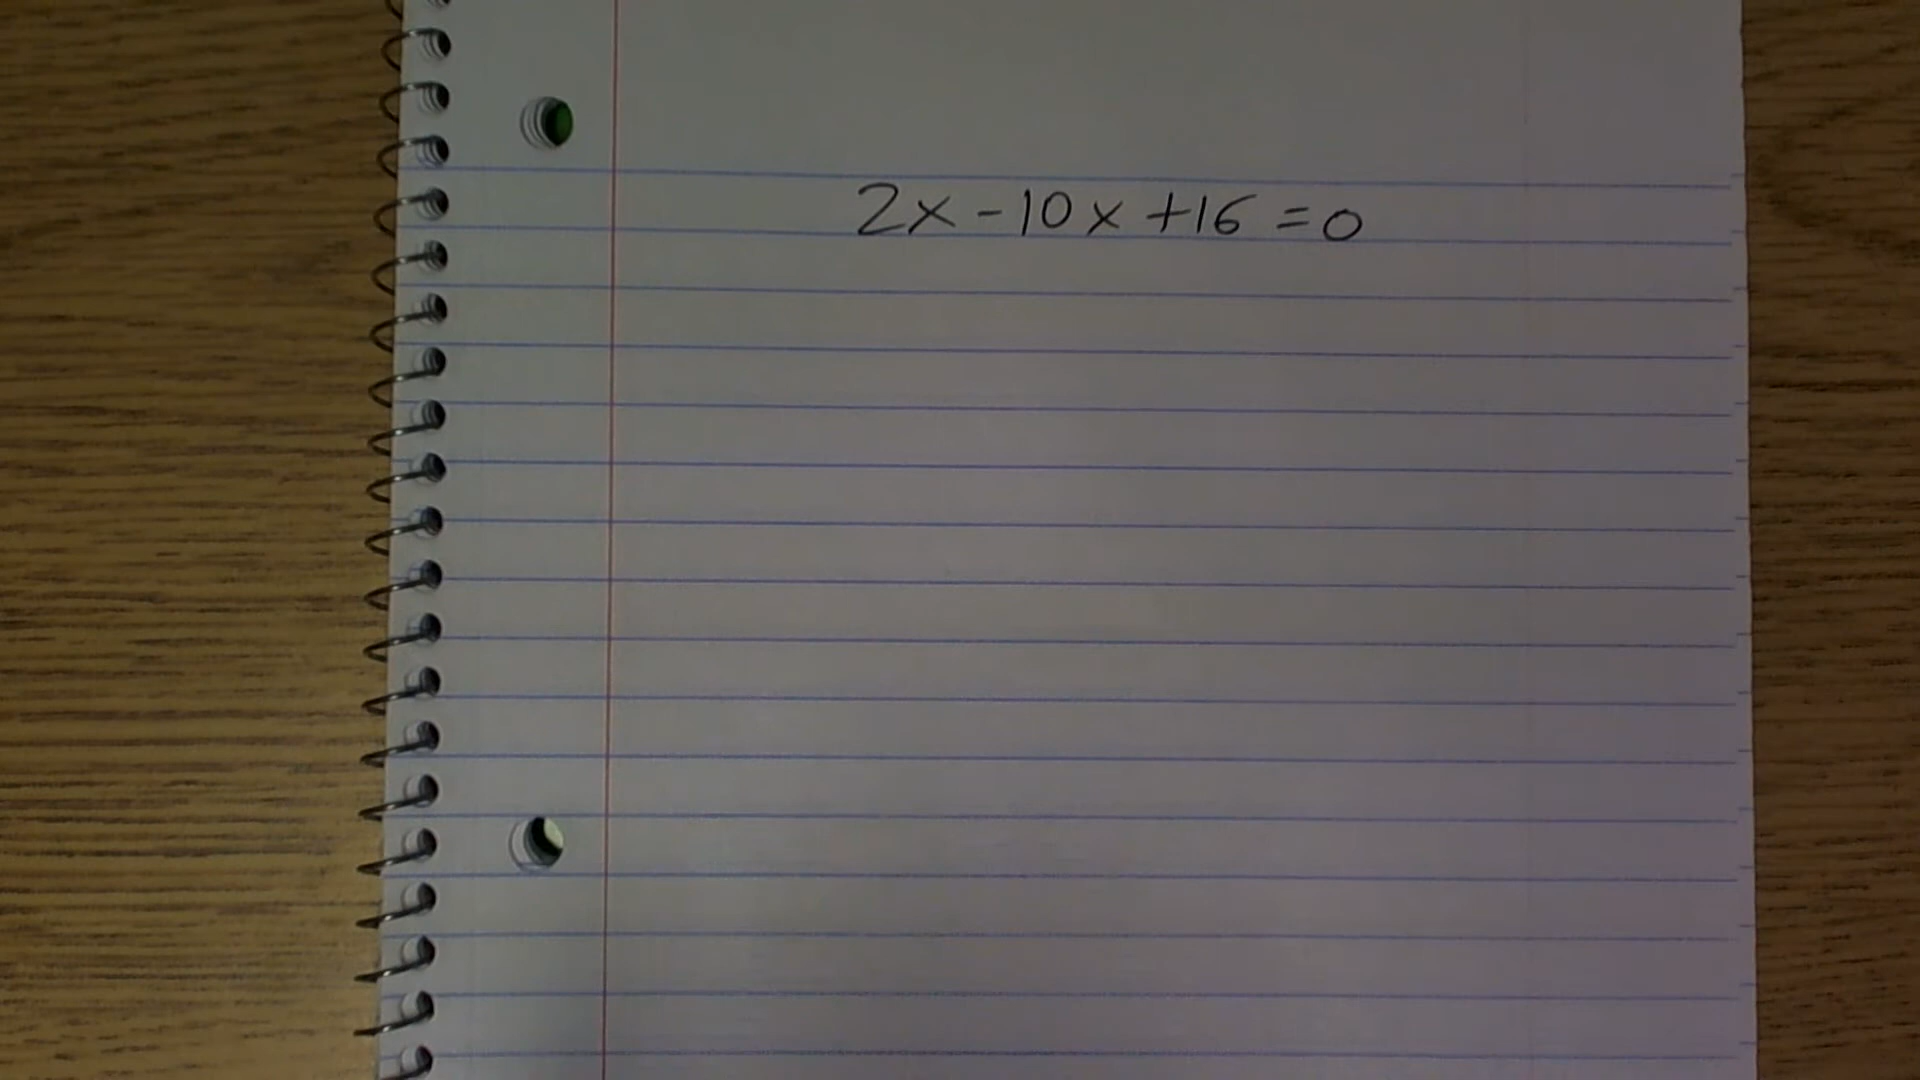 2x - 10x + 16 = 0